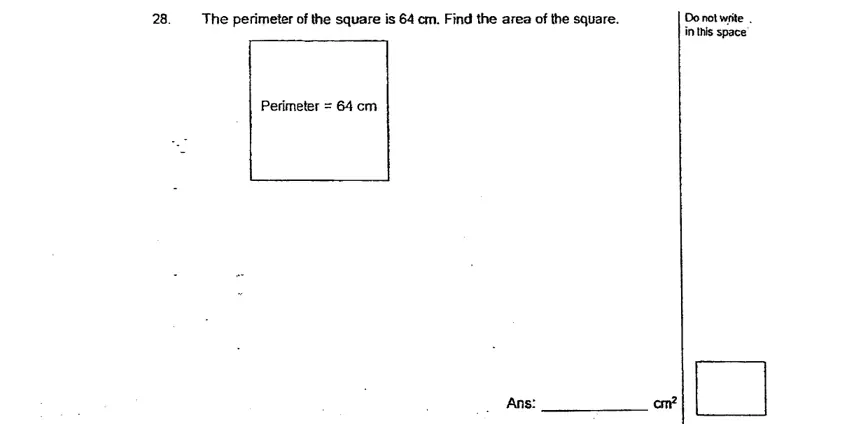 28. The perimeter of the square is 64 cm. Find the area of the square.
Do not write
in this space
Perimeter = 64 cm
Ans: ____________ cm²